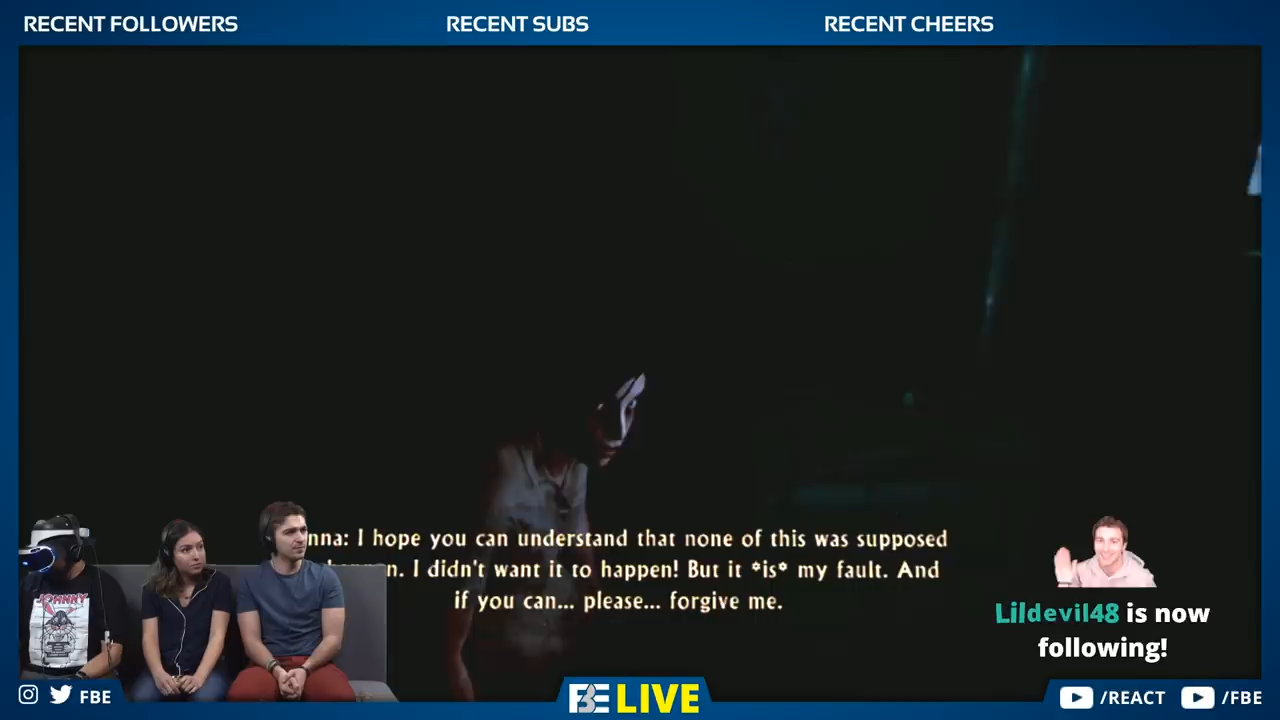 RECENT FOLLOWERS
RECENT SUBS
RECENT CHEERS
nna: I hope you can understand that none of this was supposed
n. I didn't want it to happen! But it *is* my fault. And
if you can... please... forgive me.
Lildevil48 is now
following!
JOHNNY
FBE
FBE LIVE
/REACT
/FBE